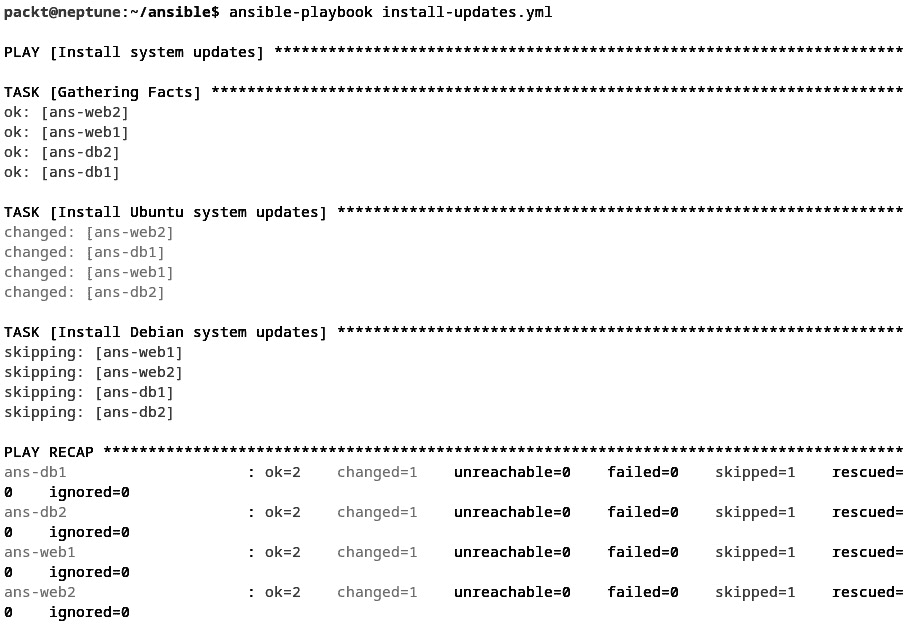 packt@neptune:~/ansible$ ansible-playbook install-updates.yml
PLAY [Install system updates] **********************************************************************
TASK [Gathering Facts] *****************************************************************************
ok: [ans-web2]
ok: [ans-web1]
ok: [ans-db2]
ok: [ans-db1]
TASK [Install Ubuntu system updates] ***************************************************************
changed: [ans-web2]
changed: [ans-db1]
changed: [ans-web1]
changed: [ans-db2]
TASK [Install Debian system updates] ***************************************************************
skipping: [ans-web1]
skipping: [ans-web2]
skipping: [ans-db1]
skipping: [ans-db2]
PLAY RECAP *****************************************************************************************
ans-db1                    : ok=2    changed=1    unreachable=0    failed=0    skipped=1    rescued=
0    ignored=0
ans-db2                    : ok=2    changed=1    unreachable=0    failed=0    skipped=1    rescued=
0    ignored=0
ans-web1                   : ok=2    changed=1    unreachable=0    failed=0    skipped=1    rescued=
0    ignored=0
ans-web2                   : ok=2    changed=1    unreachable=0    failed=0    skipped=1    rescued=
0    ignored=0